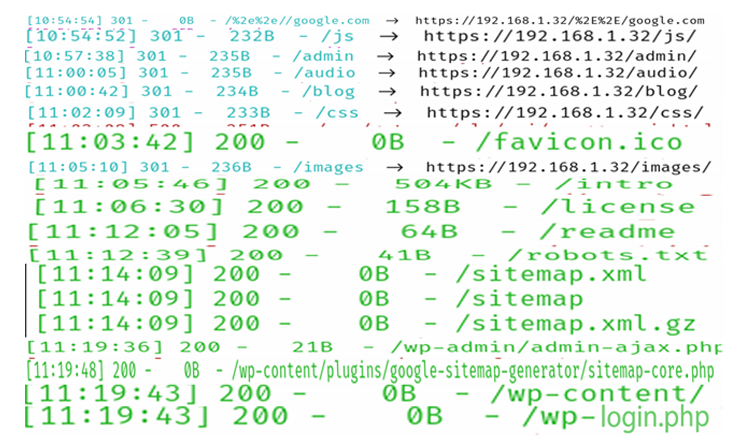 [10:54:54] 301 - 0B - /%2e%2e//google.com → https://192.168.1.32/%2E%2E/google.com
[10:54:52] 301 - 232B - /js → https://192.168.1.32/js/
[10:57:38] 301 - 235B - /admin → https://192.168.1.32/admin/
[11:00:05] 301 - 235B - /audio → https://192.168.1.32/audio/
[11:00:42] 301 - 234B - /blog → https://192.168.1.32/blog/
[11:02:09] 301 - 233B - /css → https://192.168.1.32/css/
[11:03:42] 200 - 0B - /favicon.ico
[11:05:10] 301 - 236B - /images → https://192.168.1.32/images/
[11:05:46] 200 - 504KB - /intro
[11:06:30] 200 - 158B - /license
[11:12:05] 200 - 64B - /readme
[11:12:39] 200 - 41B - /robots.txt
[11:14:09] 200 - 0B - /sitemap.xml
[11:14:09] 200 - 0B - /sitemap
[11:14:09] 200 - 0B - /sitemap.xml.gz
[11:19:36] 200 - 21B - /wp-admin/admin-ajax.php
[11:19:48] 200 - 0B - /wp-content/plugins/google-sitemap-generator/sitemap-core.php
[11:19:43] 200 - 0B - /wp-content/
[11:19:43] 200 - 0B - /wp-login.php